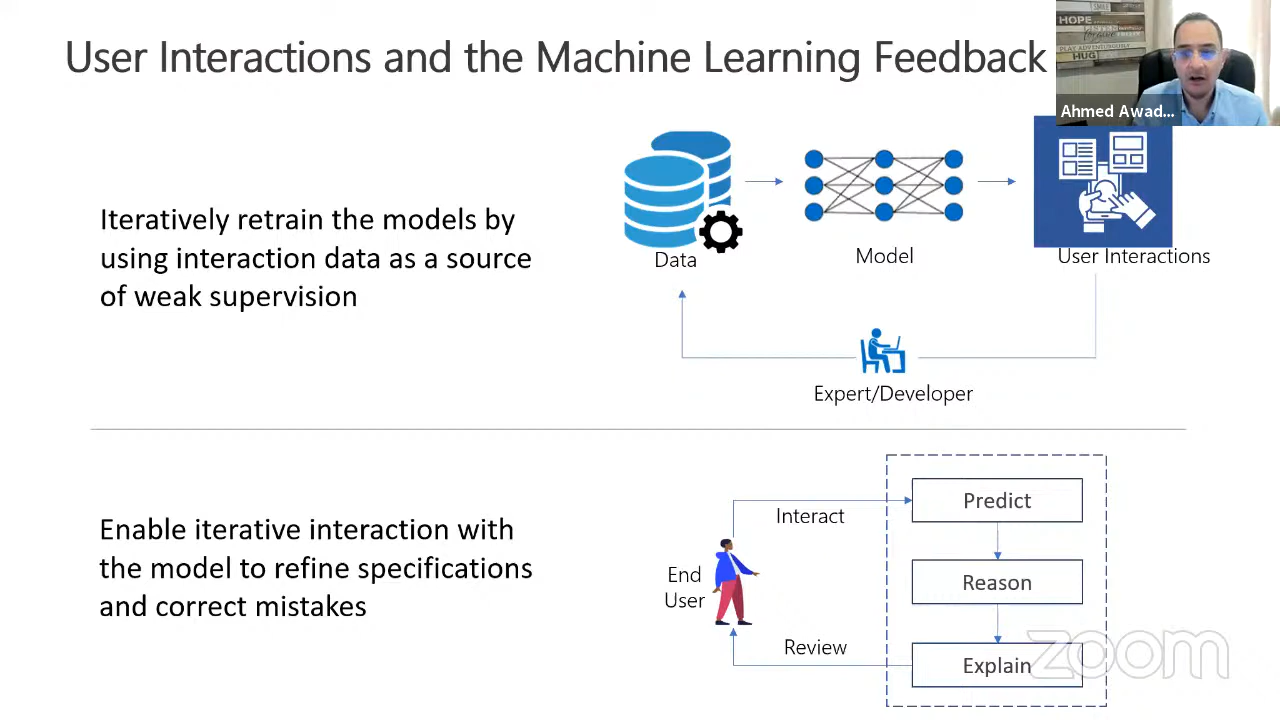 User Interactions and the Machine Learning Feedback
HOPE
HUG
Ahmed Awad...
Iteratively retrain the models by
using interaction data as a source
of weak supervision
Data
Model
User Interactions
Expert/Developer
Enable iterative interaction with
the model to refine specifications
and correct mistakes
Interact
End
User
Review
Predict
Reason
Explain
zoom